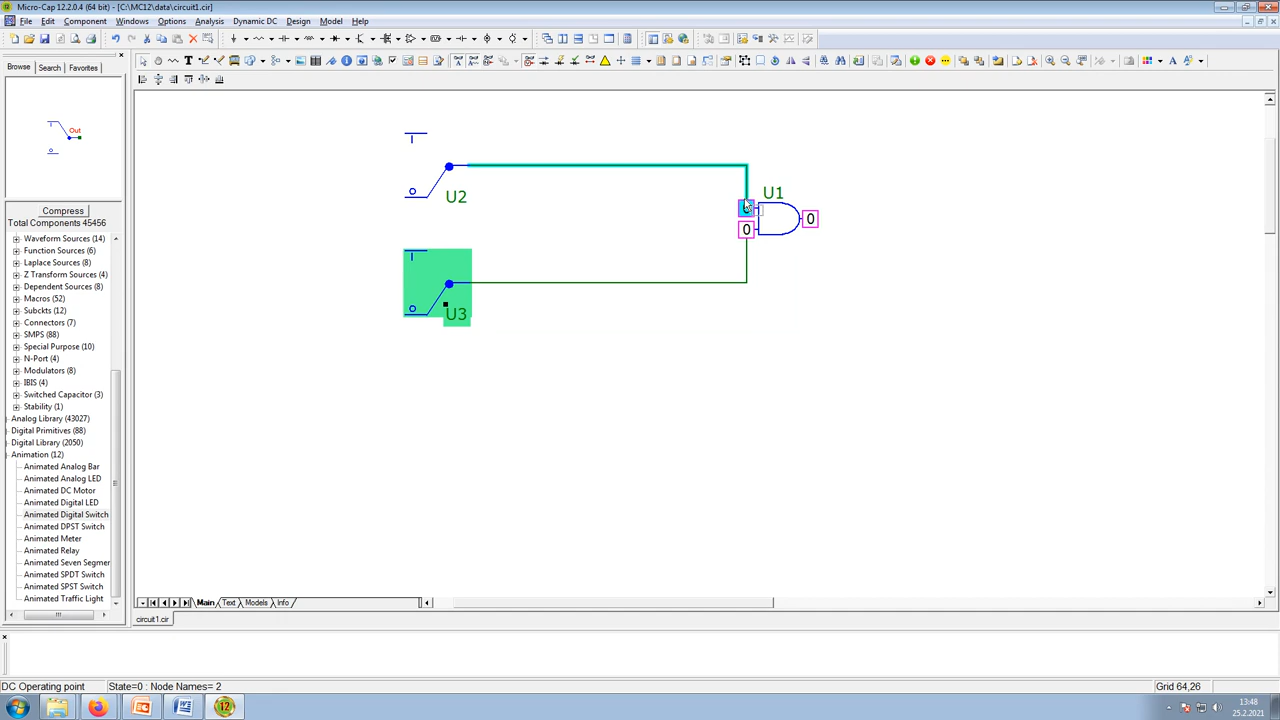 Micro-Cap 12.2.0.4 (64 bit) - [C:\MC12\data\circuit1.cir]
File Edit Component Windows Options Analysis Dynamic DC Design Model Help
Browse Search Favorites
Out
Compress
Total Components 45456
Waveform Sources (14)
Function Sources (6)
Laplace Sources (8)
Z Transform Sources (4)
Dependent Sources (8)
Macros (52)
Subckts (12)
Connectors (7)
SMPS (88)
Special Purpose (10)
N-Port (4)
Modulators (8)
IBIS (4)
Switched Capacitor (3)
Stability (1)
Analog Library (43027)
Digital Primitives (88)
Digital Library (2050)
Animation (12)
Animated Analog Bar
Animated Analog LED
Animated DC Motor
Animated Digital LED
Animated Digital Switch
Animated DPST Switch
Animated Meter
Animated Relay
Animated Seven Segmer
Animated SPDT Switch
Animated SPST Switch
Animated Traffic Light
U2
U1
0
0
U3
Main Text Models Info
circuit1.cir
DC Operating point State=0 : Node Names= 2 Grid 64,26
13:48
25.2.2021